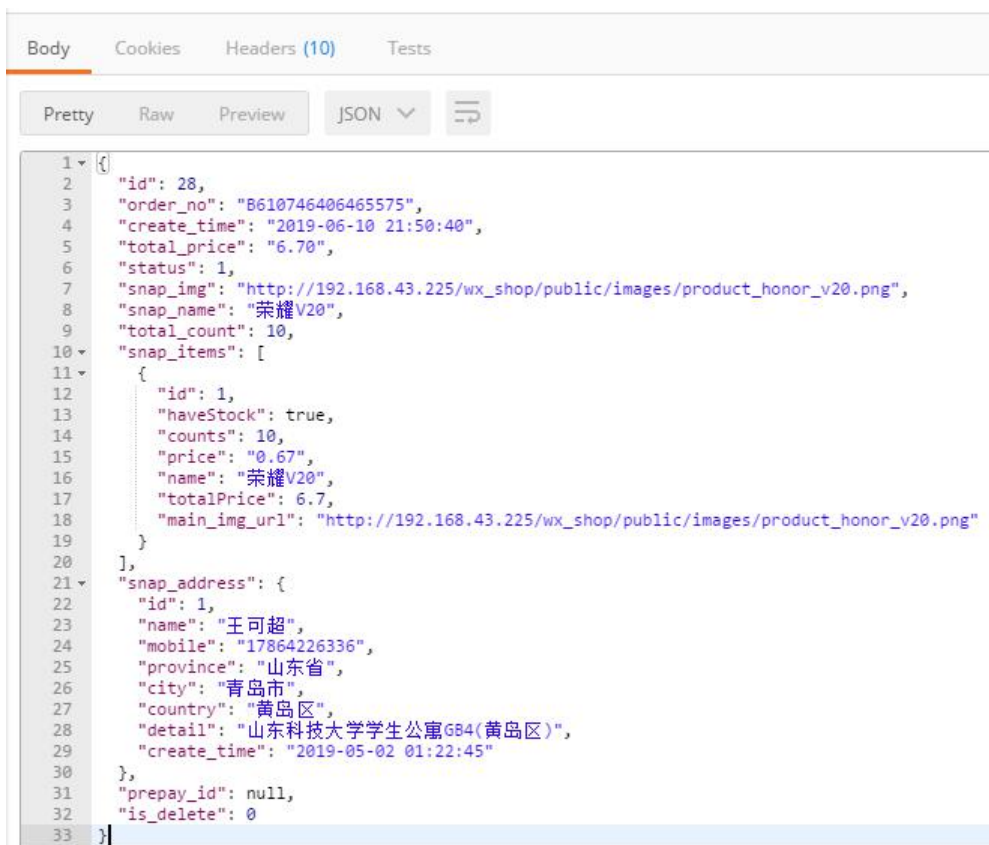 Body Cookies Headers (10) Tests
Pretty Raw Preview JSON
1 {
2 "id": 28,
3 "order_no": "B610746406465575",
4 "create_time": "2019-06-10 21:50:40",
5 "total_price": "6.70",
6 "status": 1,
7 "snap_img": "http://192.168.43.225/wx_shop/public/images/product_honor_v20.png",
8 "snap_name": "荣耀V20",
9 "total_count": 10,
10 "snap_items": [
11 {
12 "id": 1,
13 "haveStock": true,
14 "counts": 10,
15 "price": "0.67",
16 "name": "荣耀V20",
17 "totalPrice": 6.7,
18 "main_img_url": "http://192.168.43.225/wx_shop/public/images/product_honor_v20.png"
19 }
20 ],
21 "snap_address": {
22 "id": 1,
23 "name": "王可超",
24 "mobile": "17864226336",
25 "province": "山东省",
26 "city": "青岛市",
27 "country": "黄岛区",
28 "detail": "山东科技大学学生公寓GB4(黄岛区)",
29 "create_time": "2019-05-02 01:22:45"
30 },
31 "prepay_id": null,
32 "is_delete": 0
33 }